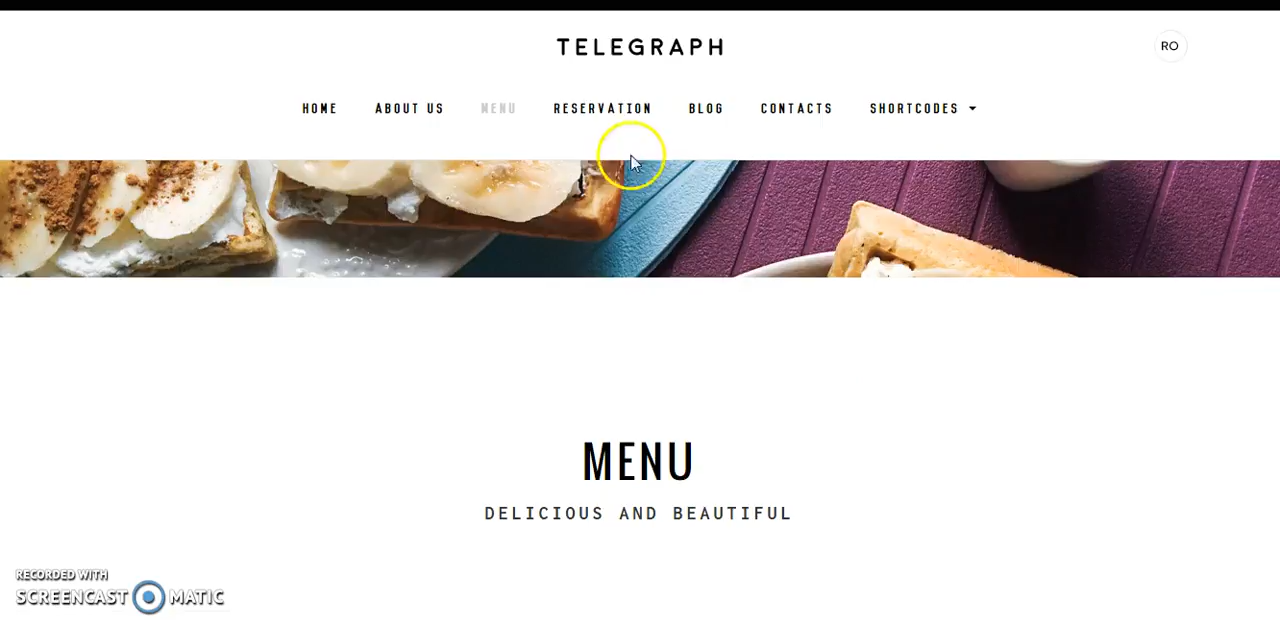 TELEGRAPH
RO
HOME ABOUT US MENU RESERVATION BLOG CONTACTS SHORTCODES
MENU
DELICIOUS AND BEAUTIFUL
RECORDED WITH
SCREENCAST MATIC